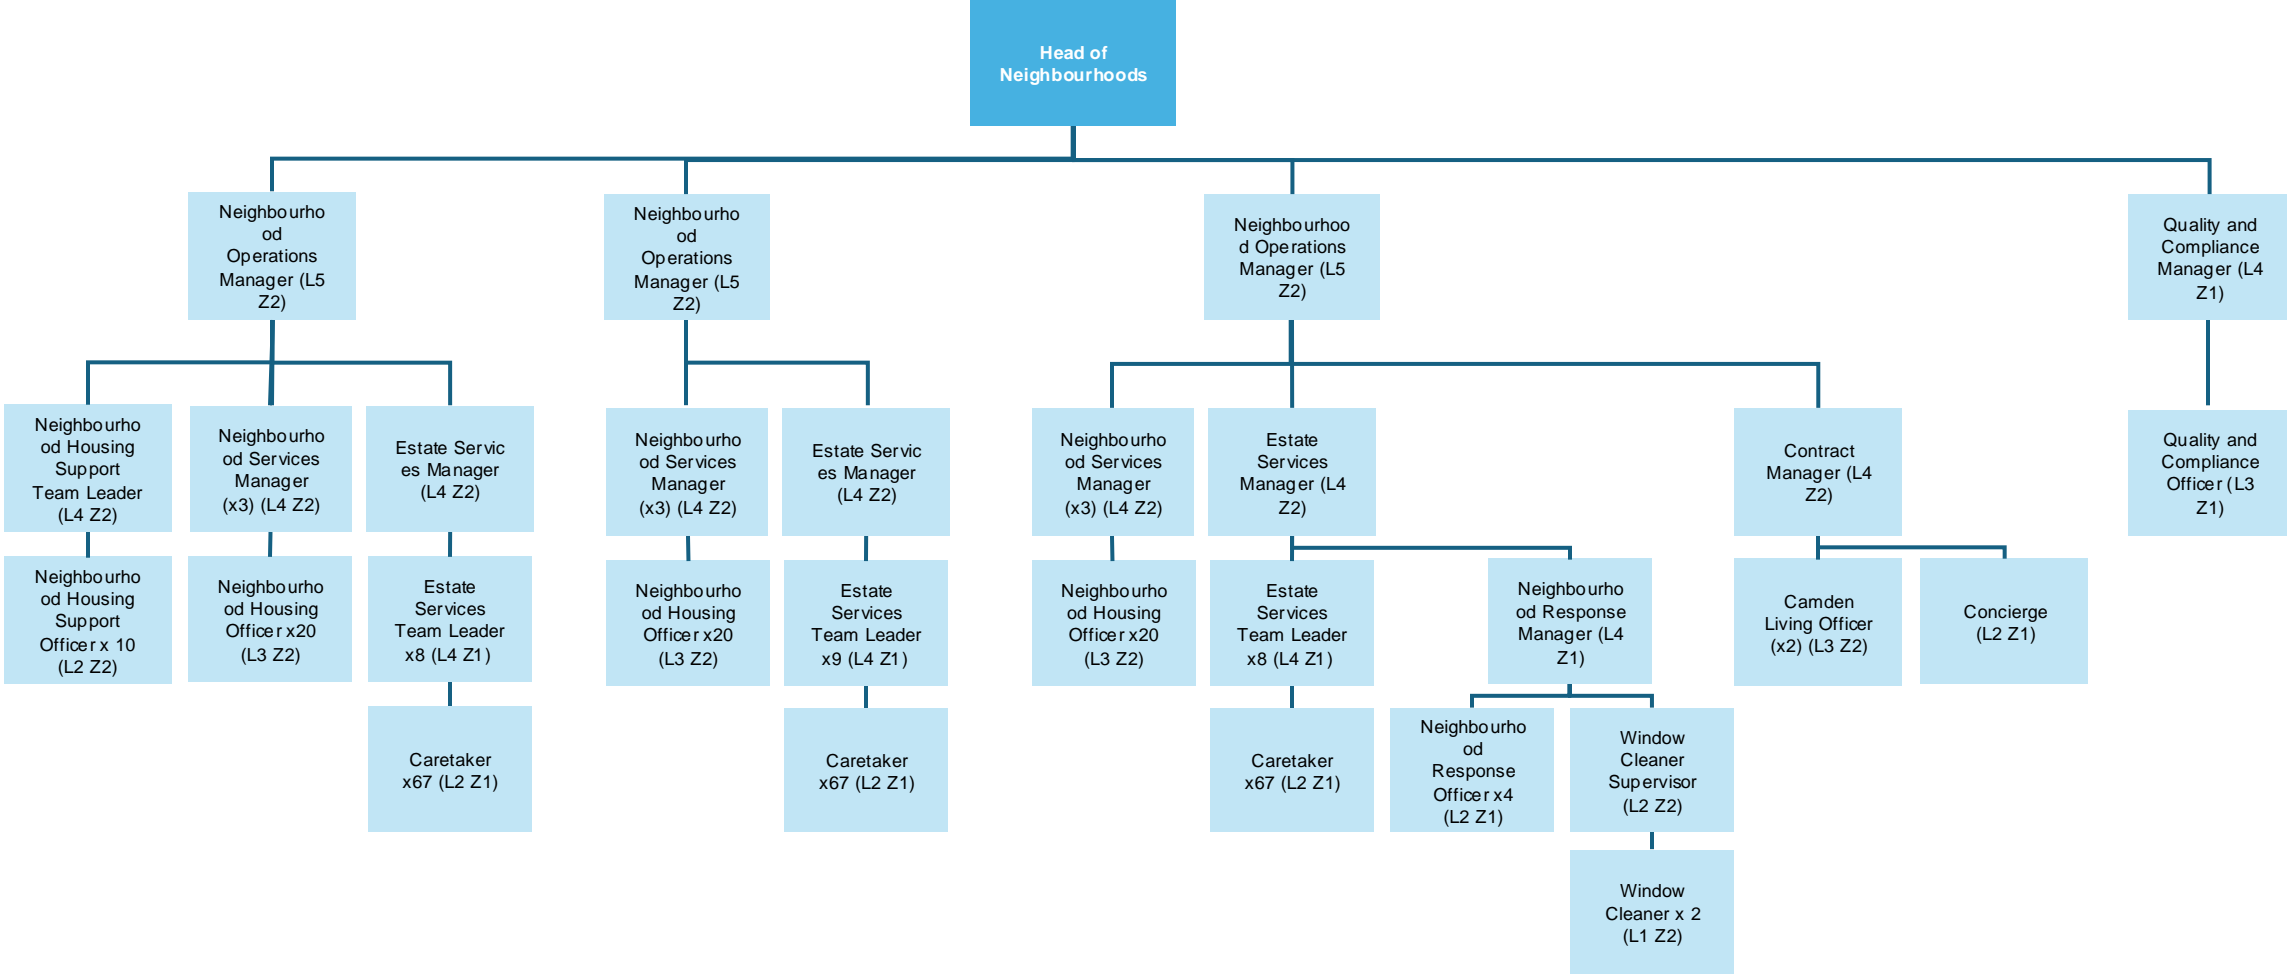 Head of
Neighbourhoods
Neighbourho
od
Operations
Manager (L5
Z2)
Neighbourho
od
Operations
Manager (L5
Z2)
Neighbourhoo
d Operations
Manager (L5
Z2)
Quality and
Compliance
Manager (L4
Z1)
Neighbourho
od Housing
Support
Team Leader
(L4 Z2)
Neighbourho
od Services
Manager
(x3) (L4 Z2)
Estate Servic
es Manager
(L4 Z2)
Neighbourho
od Services
Manager
(x3) (L4 Z2)
Estate Servic
es Manager
(L4 Z2)
Neighbourho
od Services
Manager
(x3) (L4 Z2)
Estate
Services
Manager (L4
Z2)
Contract
Manager (L4
Z2)
Quality and
Compliance
Officer (L3
Z1)
Neighbourho
od Housing
Support
Officer x 10
(L2 Z2)
Neighbourho
od Housing
Officer x20
(L3 Z2)
Estate
Services
Team Leader
x8 (L4 Z1)
Neighbourho
od Housing
Officer x20
(L3 Z2)
Estate
Services
Team Leader
x9 (L4 Z1)
Neighbourho
od Housing
Officer x20
(L3 Z2)
Estate
Services
Team Leader
x8 (L4 Z1)
Neighbourho
od Response
Manager (L4
Z1)
Camden
Living Officer
(x2) (L3 Z2)
Concierge
(L2 Z1)
Caretaker
x67 (L2 Z1)
Caretaker
x67 (L2 Z1)
Caretaker
x67 (L2 Z1)
Neighbourho
od
Response
Officer x4
(L2 Z1)
Window
Cleaner
Supervisor
(L2 Z2)
Window
Cleaner x 2
(L1 Z2)